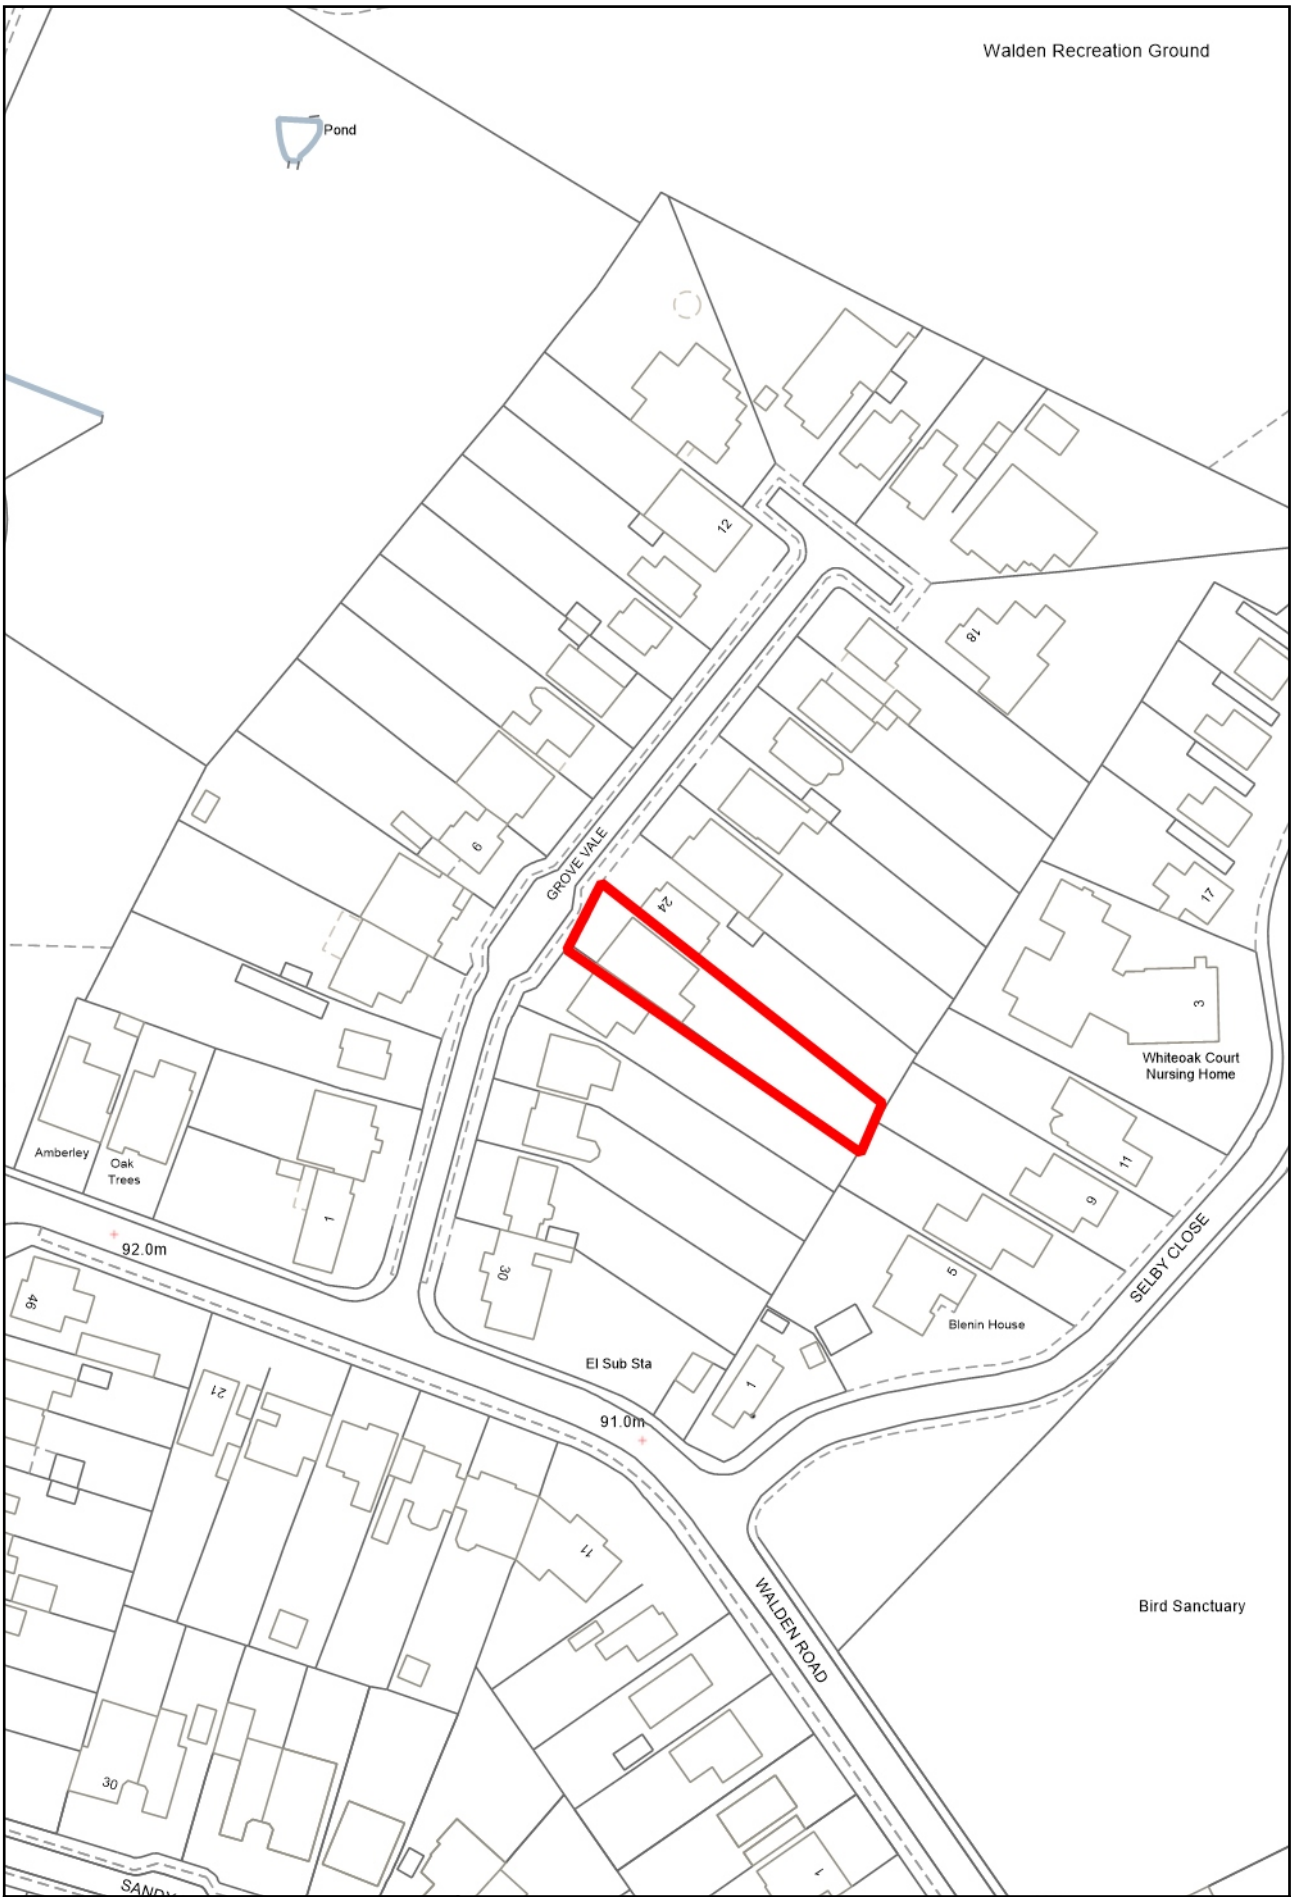 Walden Recreation Ground
Pond
12
18
6
GROVE VALE
24
17
3
Whiteoak Court
Nursing Home
11
9
Amberley
Oak
Trees
1
92.0m
30
5
SELBY CLOSE
Blenin House
46
El Sub Sta
1
21
91.0m
11
WALDEN ROAD
Bird Sanctuary
30
1